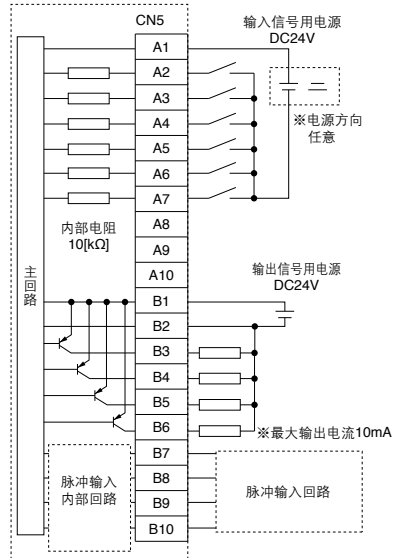 CN5
输入信号用电源
DC24V
A1
A2
A3
A4
A5
A6
A7
A8
A9
A10
B1
B2
B3
B4
B5
B6
B7
B8
B9
B10
※电源方向
任意
内部电阻
10[kΩ]
主回路
输出信号用电源
DC24V
※最大输出电流10mA
脉冲输入
内部回路
脉冲输入回路